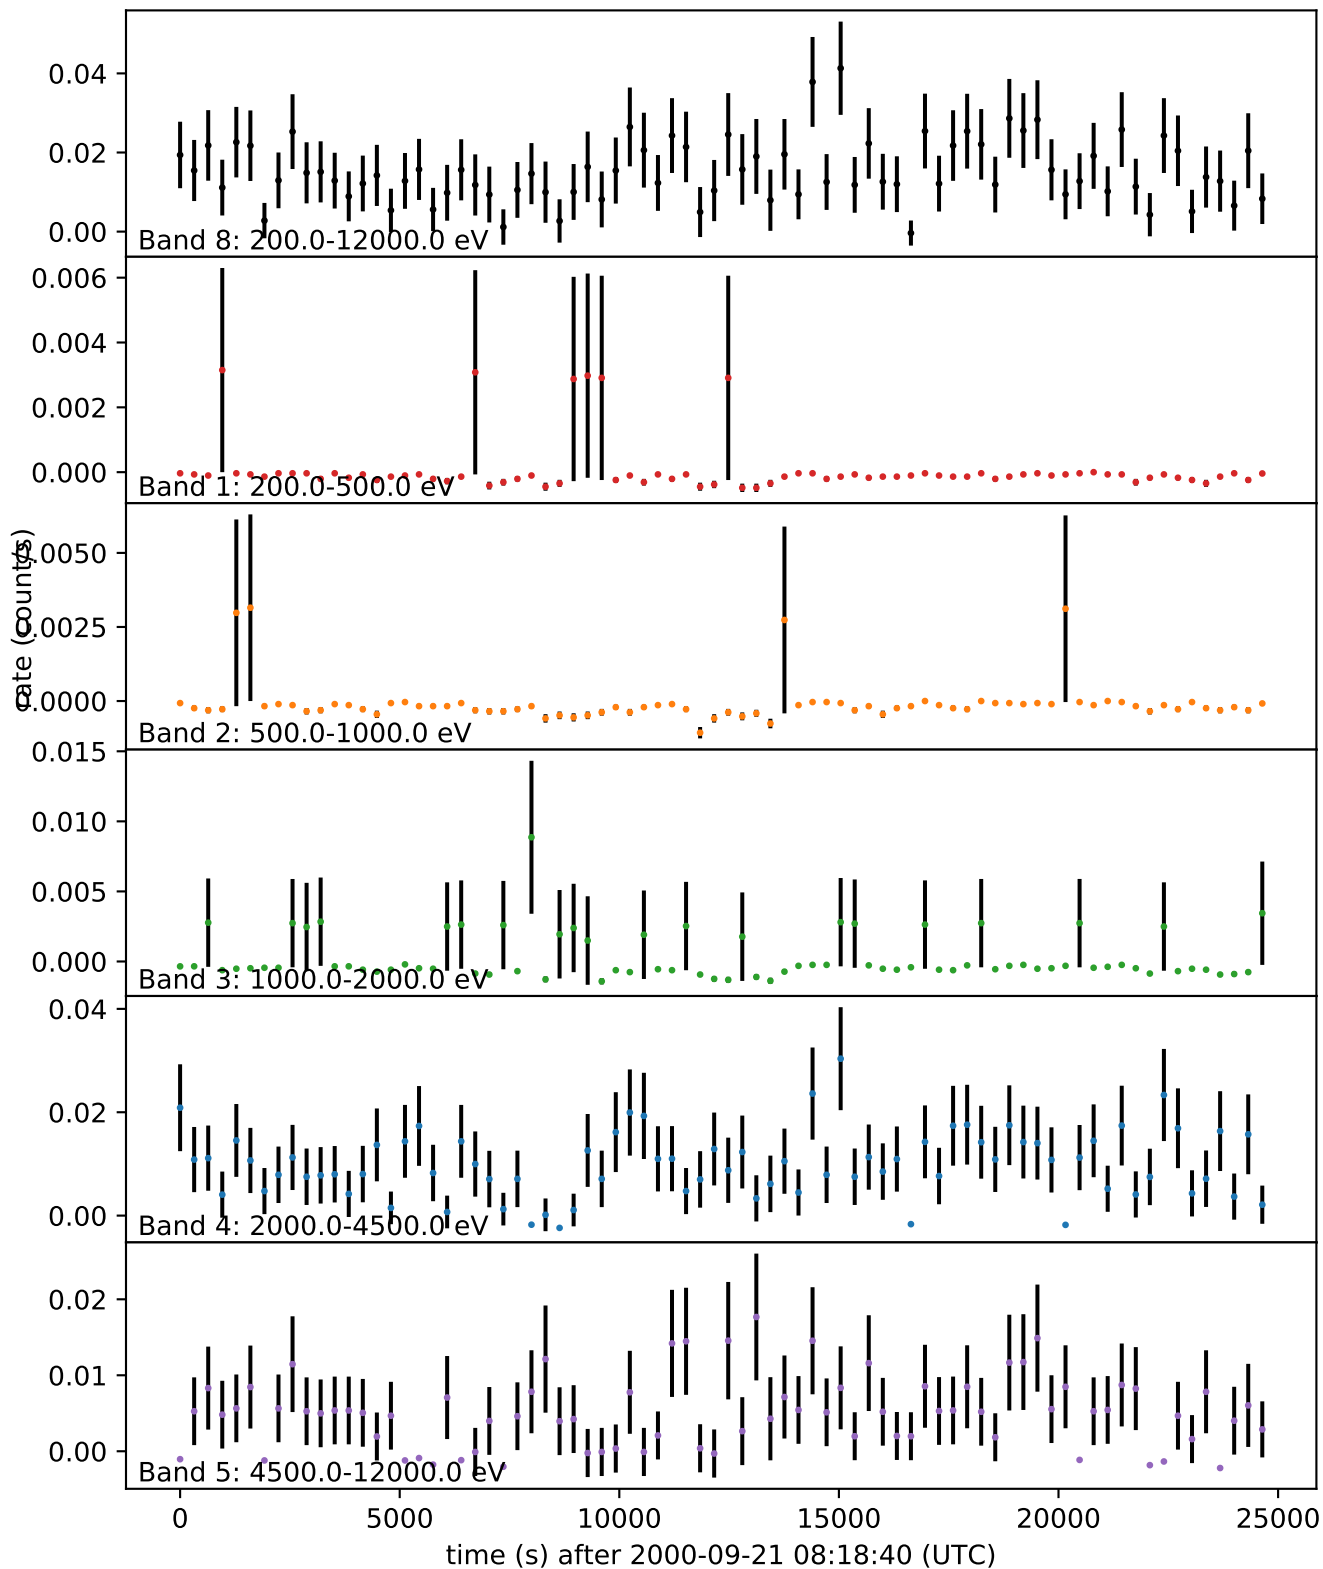 0.04
0.02
0.00
Band 8: 200.0-12000.0 eV
0.006
0.004
0.002
0.000
Band 1: 200.0-500.0 eV
rate (count/s)
0.0050
0.0025
0.0000
Band 2: 500.0-1000.0 eV
0.015
0.010
0.005
0.000
Band 3: 1000.0-2000.0 eV
0.04
0.02
0.00
Band 4: 2000.0-4500.0 eV
0.02
0.01
0.00
Band 5: 4500.0-12000.0 eV
0 5000 10000 15000 20000 25000
time (s) after 2000-09-21 08:18:40 (UTC)